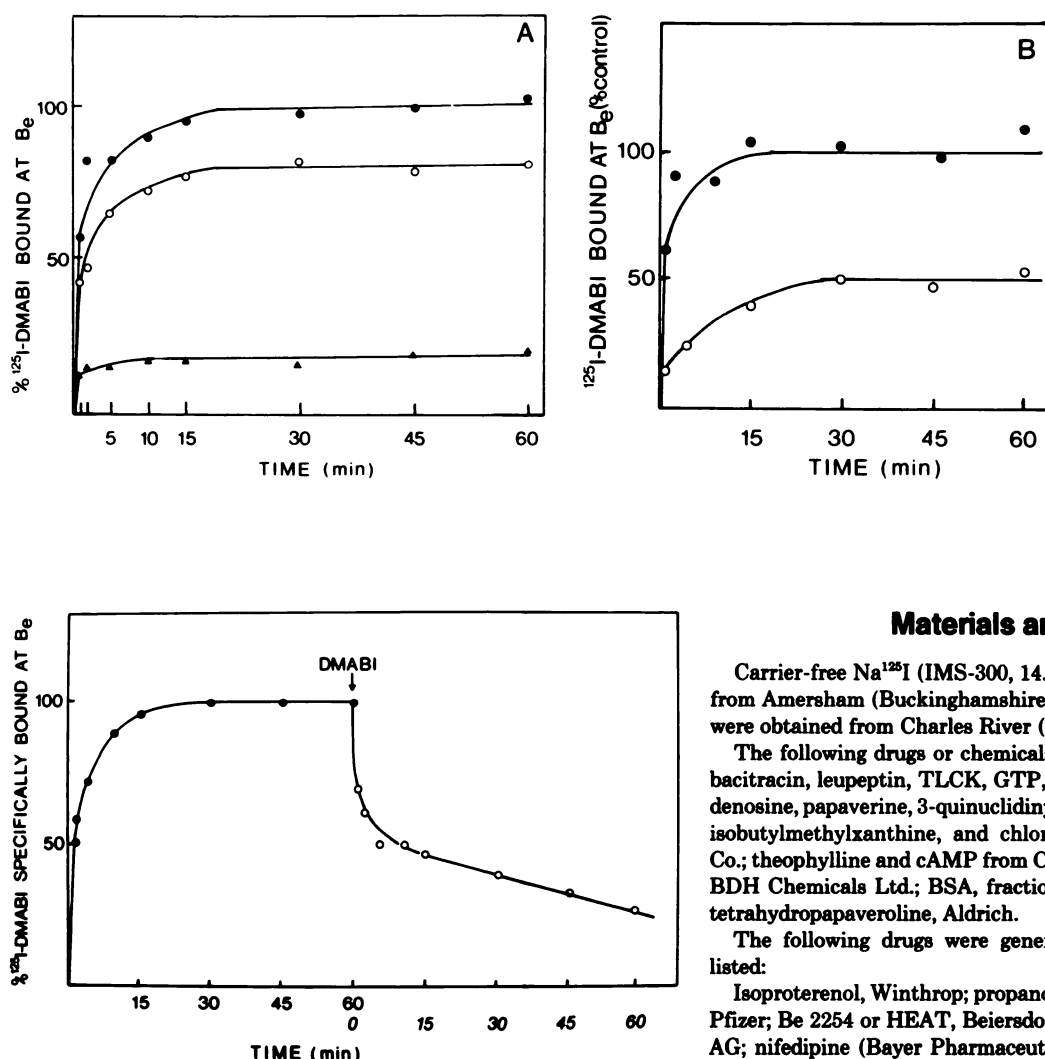 A
% ¹²⁵I-DMABI BOUND AT Bₑ
100
50
5 10 15 30 45 60
TIME (min)
B
¹²⁵I-DMABI BOUND AT Bₑ (% control)
100
50
15 30 45 60
TIME (min)
% ¹²⁵I-DMABI SPECIFICALLY BOUND AT Bₑ
DMABI
100
50
15 30 45 60
0 15 30 45 60
TIME (min)
Materials an
Carrier-free Na¹²⁵I (IMS-300, 14.
from Amersham (Buckinghamshire
were obtained from Charles River (
The following drugs or chemicals
bacitracin, leupeptin, TLCK, GTP,
denosine, papaverine, 3-quinuclidiny
isobutylmethylxanthine, and chlor
Co.; theophylline and cAMP from C
BDH Chemicals Ltd.; BSA, fractio
tetrahydropapaveroline, Aldrich.
The following drugs were gener
listed:
Isoproterenol, Winthrop; propano
Pfizer; Be 2254 or HEAT, Beiersdo
AG; nifedipine (Bayer Pharmaceut